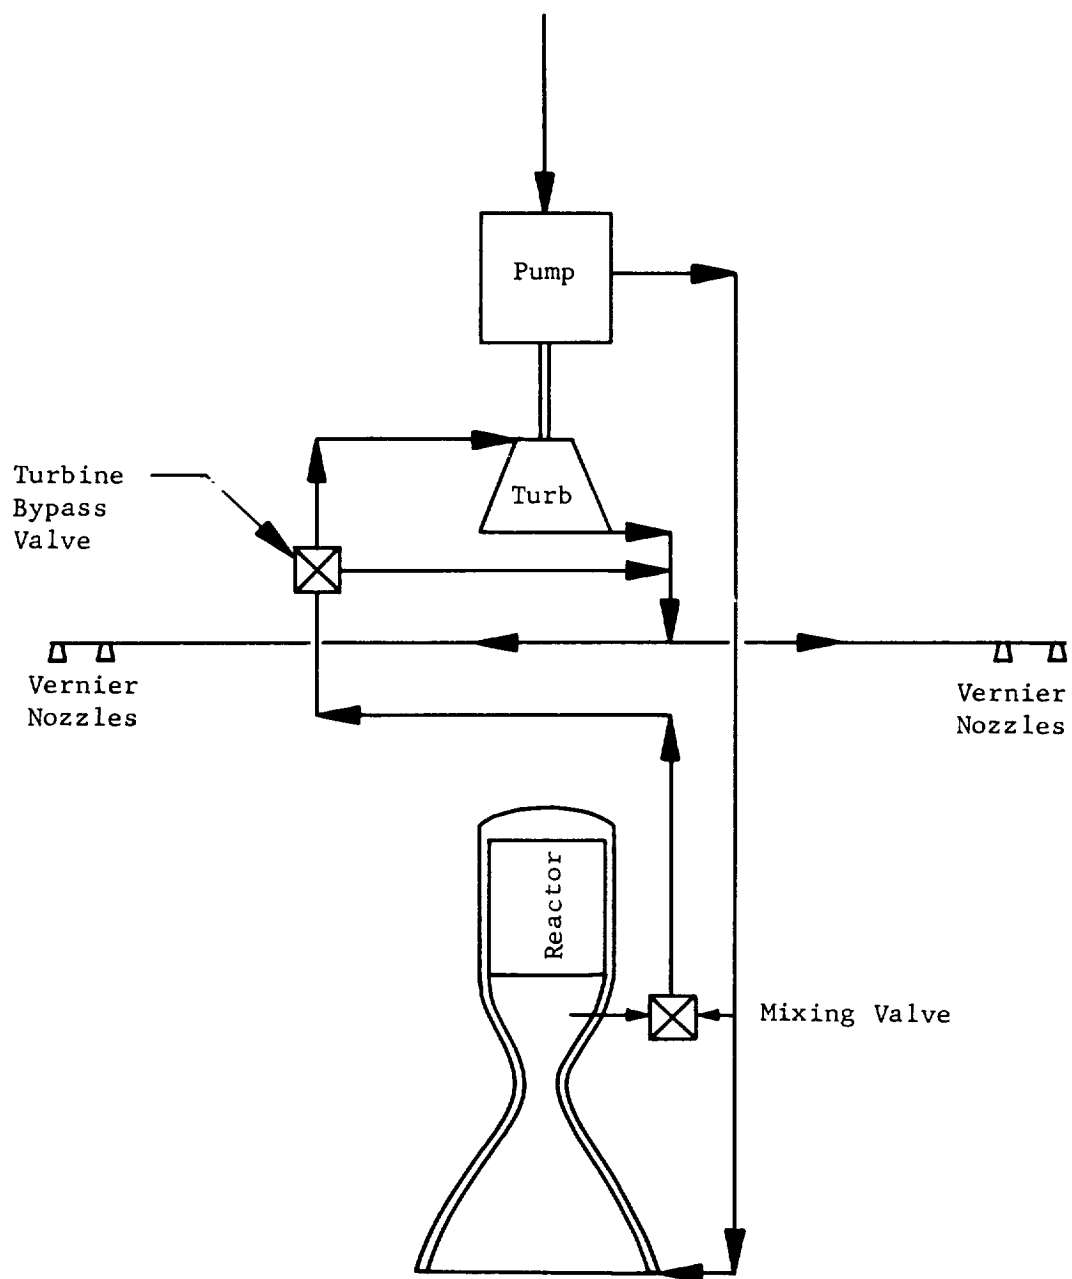 Pump
Turbine
Bypass
Valve
Turb
Vernier
Nozzles
Vernier
Nozzles
Reactor
Mixing Valve